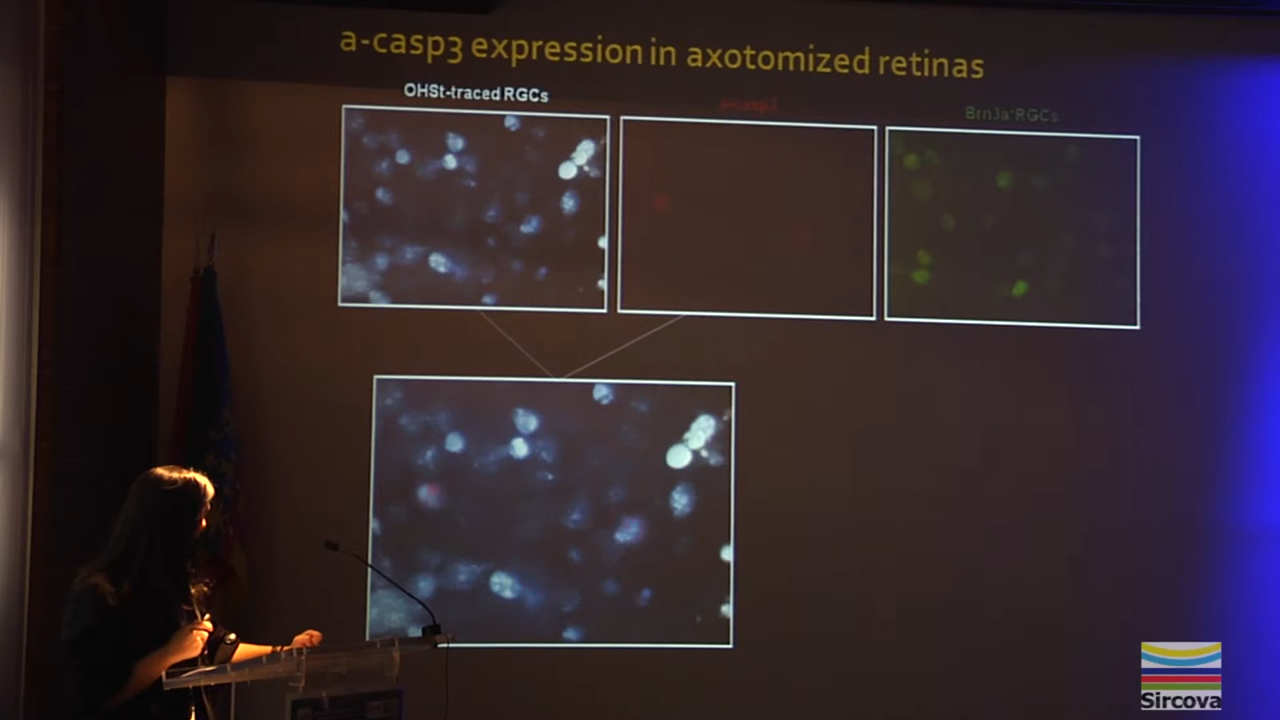 a-casp3 expression in axotomized retinas
OHSt-traced RGCs
a-casp3
Brn3a⁺RGCs
Sircova